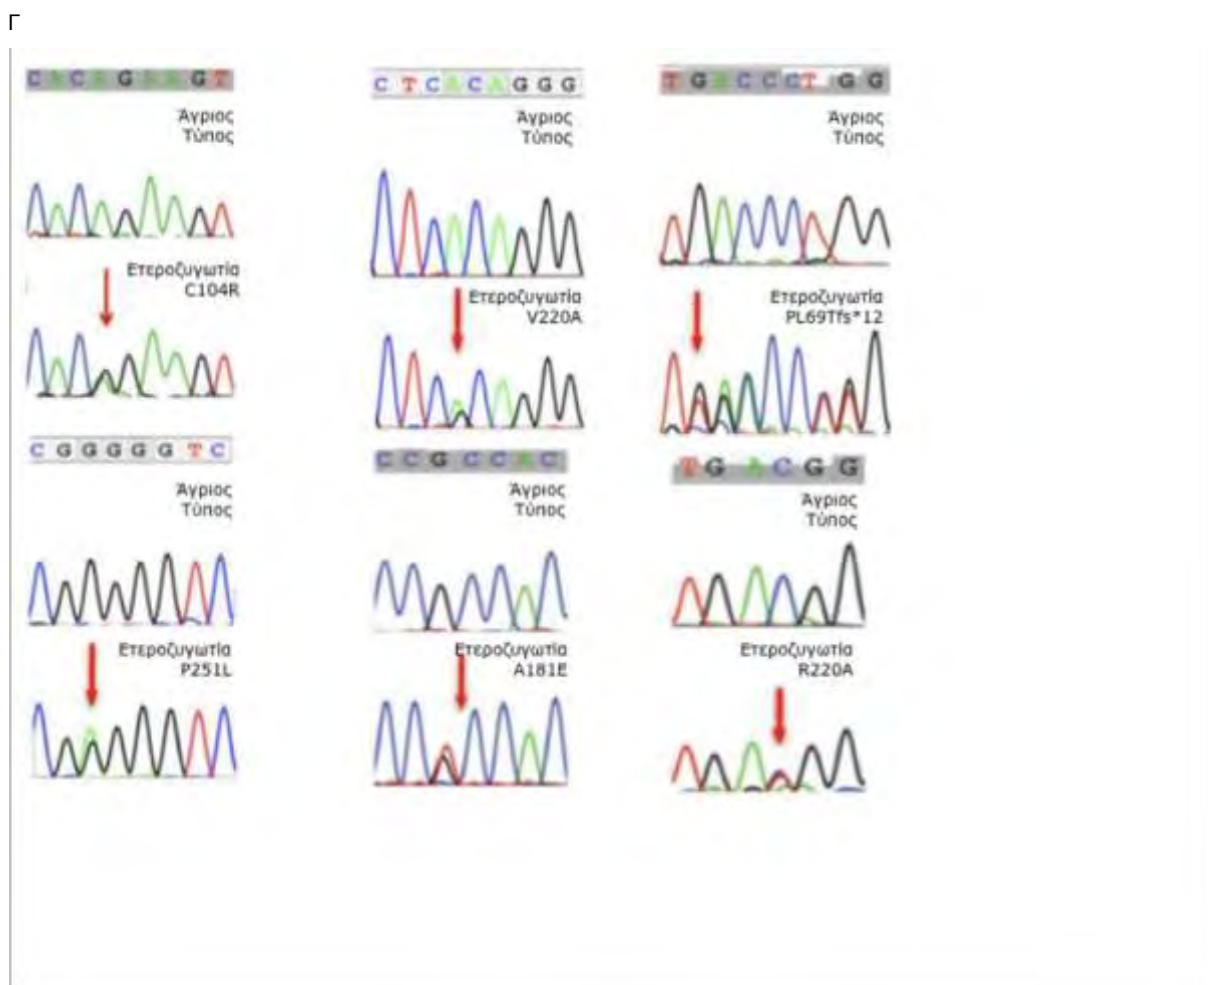 Γ
C A C A G A A G T
Άγριος
Τύπος
Ετεροζυγωτία
C104R
C T C A C A G G G
Άγριος
Τύπος
Ετεροζυγωτία
V220A
T G A C C C T G G
Άγριος
Τύπος
Ετεροζυγωτία
PL69Tfs*12
C G G G G G T C
Άγριος
Τύπος
Ετεροζυγωτία
P251L
C C G C C A C
Άγριος
Τύπος
Ετεροζυγωτία
A181E
T G A C G G
Άγριος
Τύπος
Ετεροζυγωτία
R220A